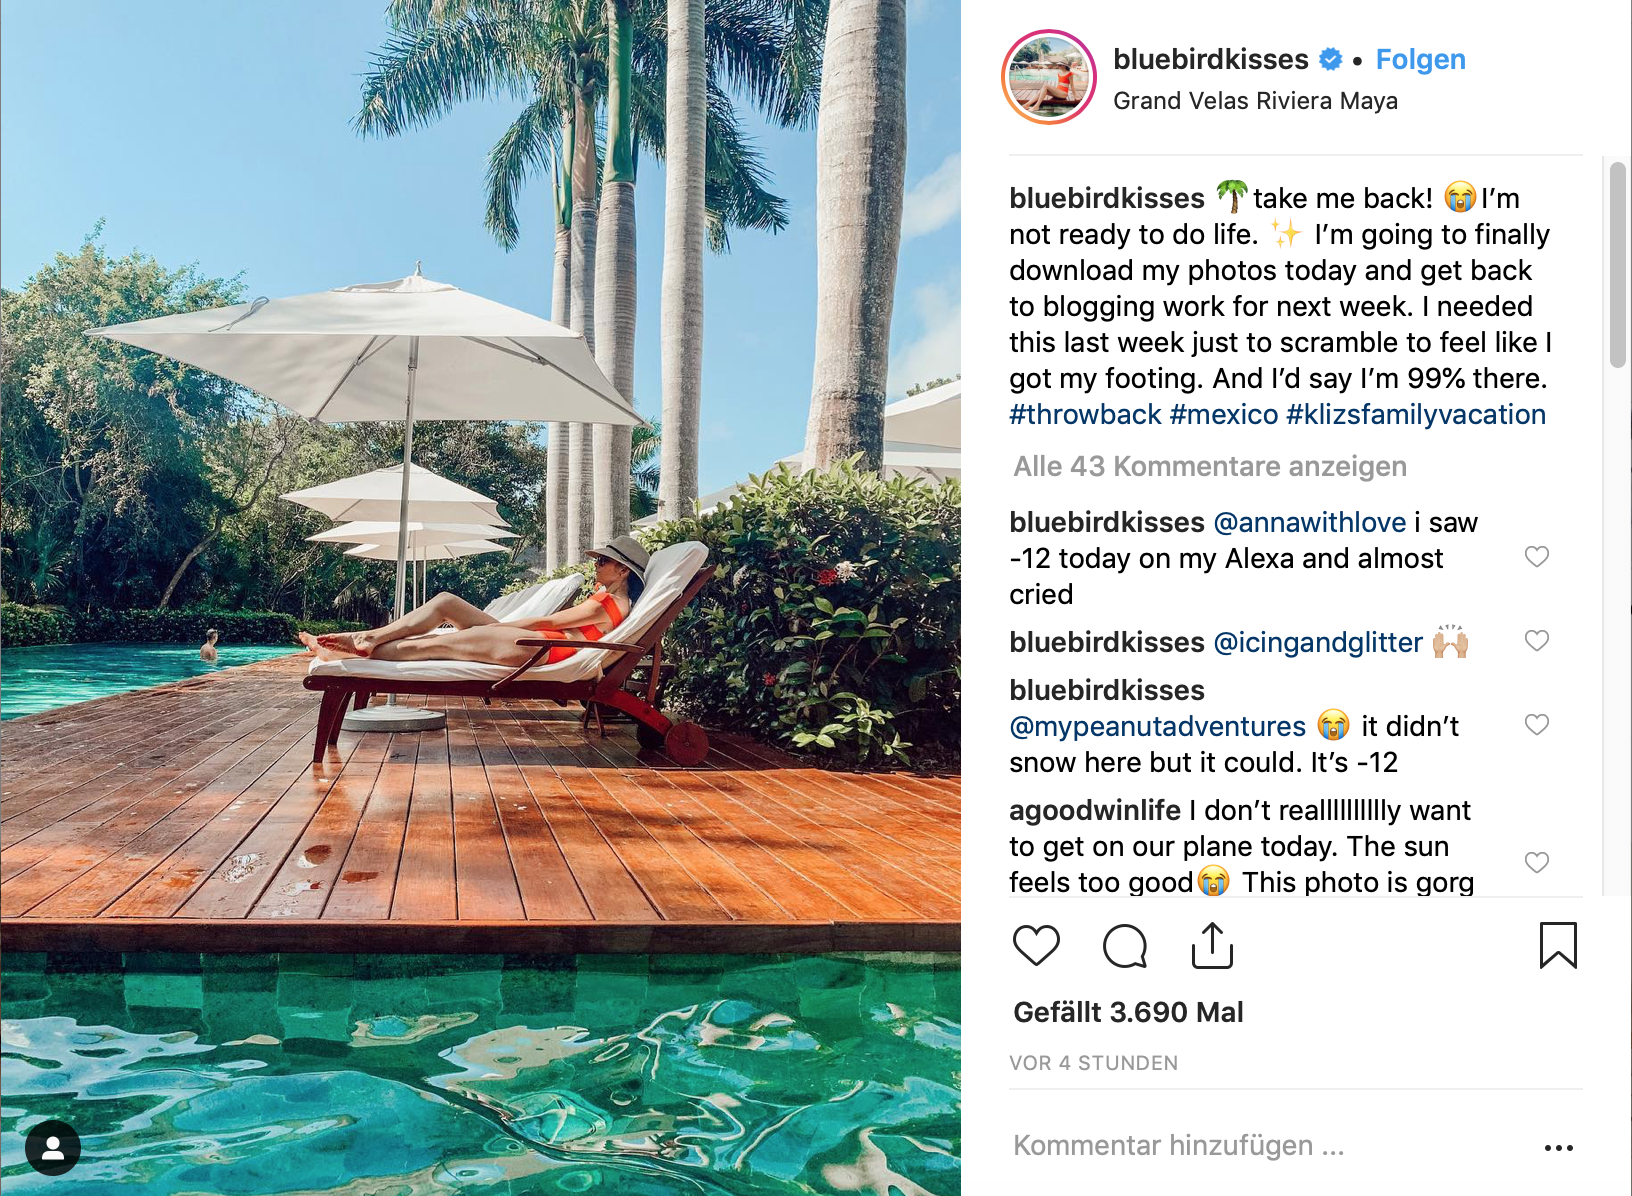 bluebirdkisses • Folgen
Grand Velas Riviera Maya
bluebirdkisses 🌴take me back! 😭I’m
not ready to do life. ✨ I’m going to finally
download my photos today and get back
to blogging work for next week. I needed
this last week just to scramble to feel like I
got my footing. And I’d say I’m 99% there.
#throwback #mexico #klizsfamilyvacation
Alle 43 Kommentare anzeigen
bluebirdkisses @annawithlove i saw
-12 today on my Alexa and almost
cried
bluebirdkisses @icingandglitter 🙌🏼
bluebirdkisses
@mypeanutadventures 😭 it didn’t
snow here but it could. It’s -12
agoodwinlife I don’t reallllllllllly want
to get on our plane today. The sun
feels too good😭 This photo is gorg
Gefällt 3.690 Mal
VOR 4 STUNDEN
Kommentar hinzufügen ...